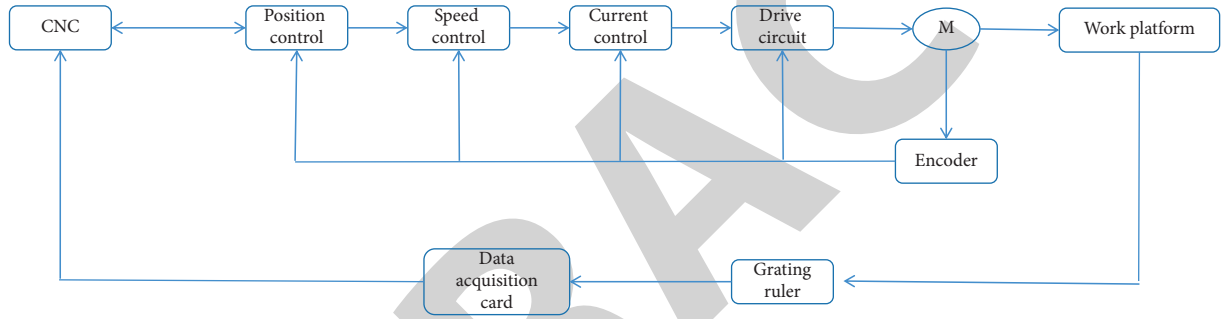 CNC
Position
control
Speed
control
Current
control
Drive
circuit
M
Work platform
Encoder
Data
acquisition
card
Grating
ruler